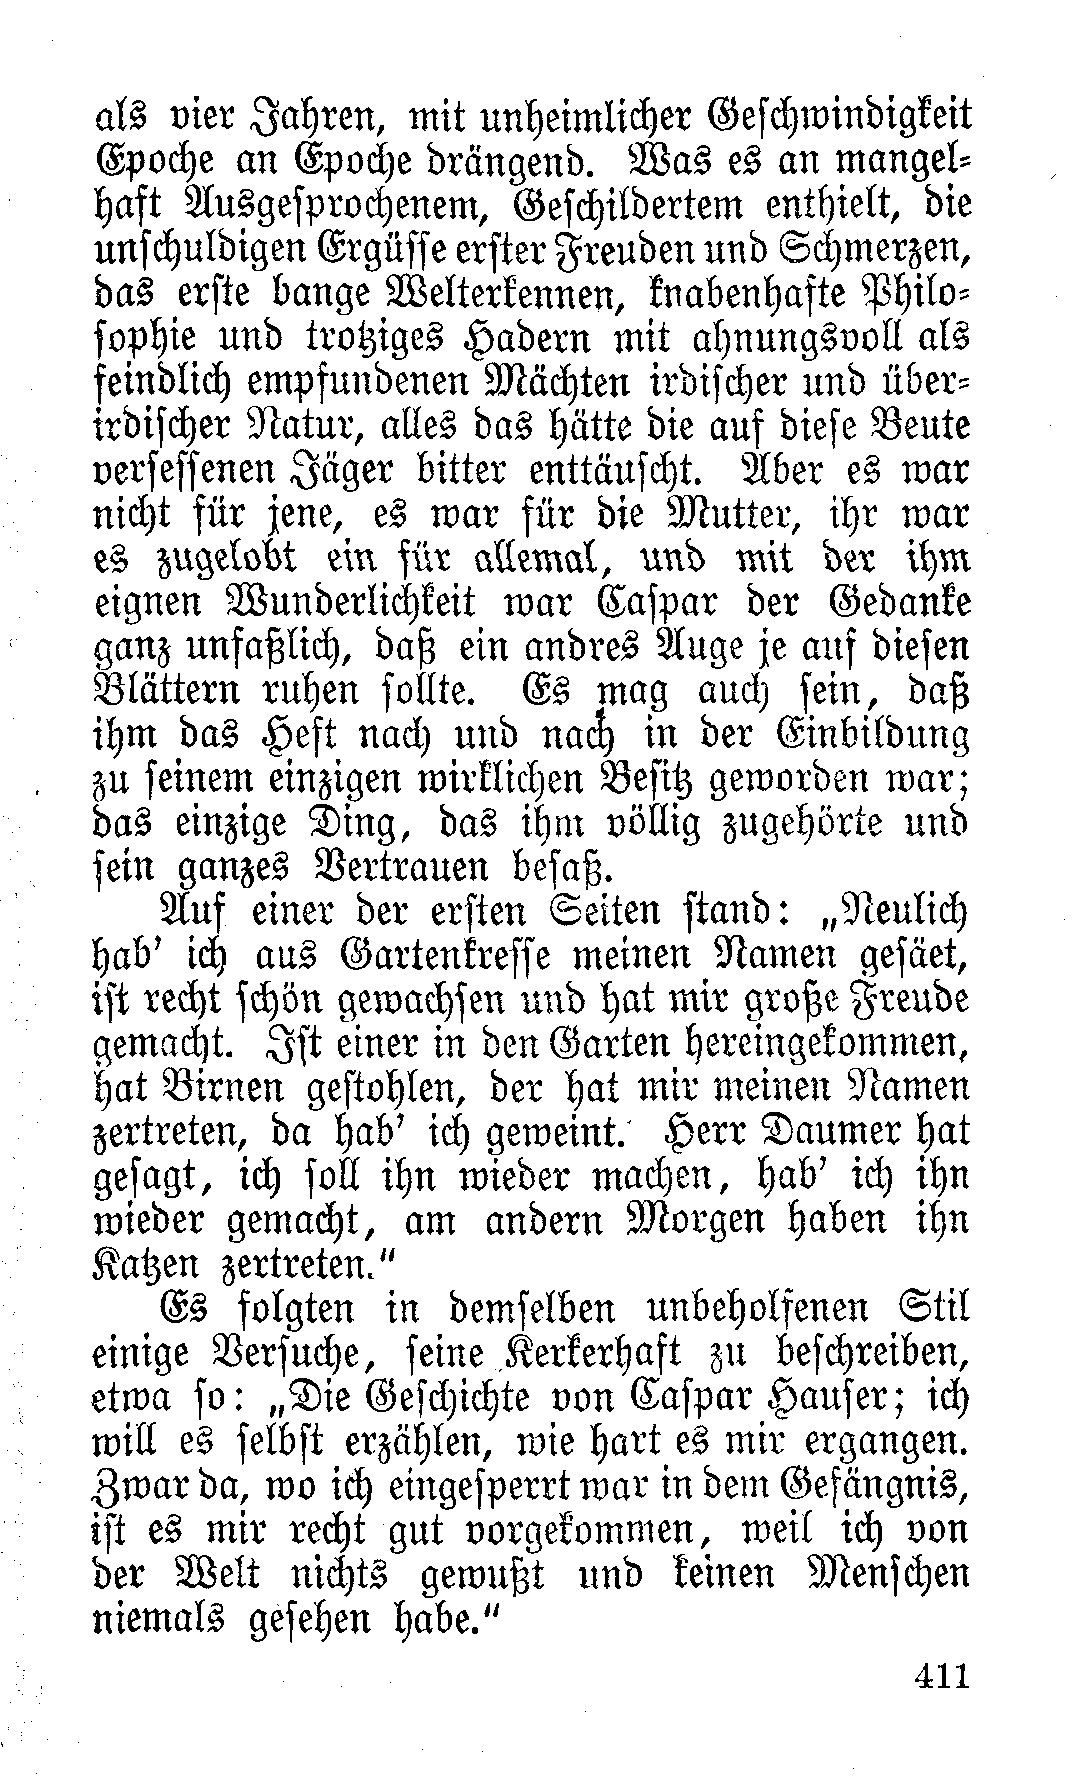 als vier Jahren, mit unheimlicher Geschwindigkeit
Epoche an Epoche drängend. Was es an mangel-
haft Ausgesprochenem, Geschildertem enthielt, die
unschuldigen Ergüsse erster Freuden und Schmerzen,
das erste bange Welterkennen, knabenhafte Philo-
sophie und trotziges Hadern mit ahnungsvoll als
feindlich empfundenen Mächten irdischer und über-
irdischer Natur, alles das hätte die auf diese Beute
versessenen Jäger bitter enttäuscht. Aber es war
nicht für jene, es war für die Mutter, ihr war
es zugelobt ein für allemal, und mit der ihm
eignen Wunderlichkeit war Caspar der Gedanke
ganz unfaßlich, daß ein andres Auge je auf diesen
Blättern ruhen sollte. Es mag auch sein, daß
ihm das Heft nach und nach in der Einbildung
zu seinem einzigen wirklichen Besitz geworden war;
das einzige Ding, das ihm völlig zugehörte und
sein ganzes Vertrauen besaß.
Auf einer der ersten Seiten stand: „Neulich
hab' ich aus Gartenkresse meinen Namen gesäet,
ist recht schön gewachsen und hat mir große Freude
gemacht. Ist einer in den Garten hereingekommen,
hat Birnen gestohlen, der hat mir meinen Namen
zertreten, da hab' ich geweint. Herr Daumer hat
gesagt, ich soll ihn wieder machen, hab' ich ihn
wieder gemacht, am andern Morgen haben ihn
Katzen zertreten."
Es folgten in demselben unbeholfenen Stil
einige Versuche, seine Kerkerhaft zu beschreiben,
etwa so: „Die Geschichte von Caspar Hauser; ich
will es selbst erzählen, wie hart es mir ergangen.
Zwar da, wo ich eingesperrt war in dem Gefängnis,
ist es mir recht gut vorgekommen, weil ich von
der Welt nichts gewußt und keinen Menschen
niemals gesehen habe."
411